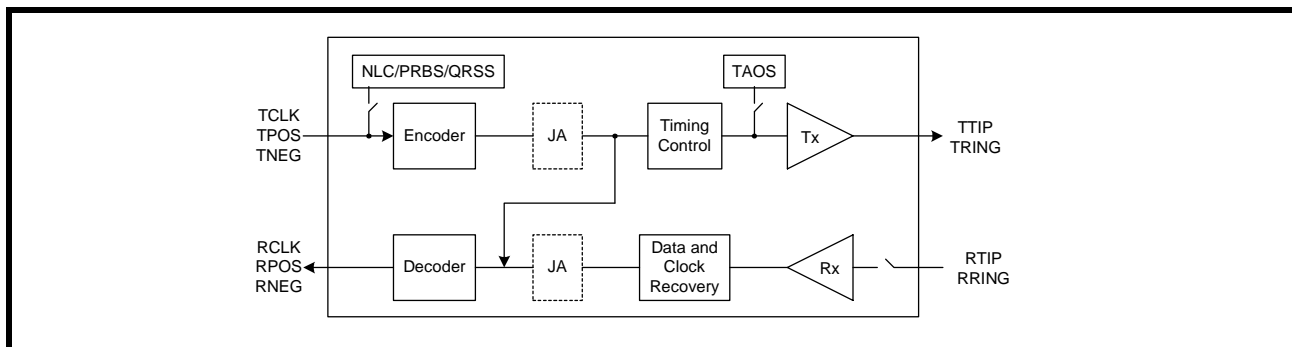 NLC/PRBS/QRSS
TAOS
TCLK
TPOS
TNEG
Encoder
JA
Timing
Control
Tx
TTIP
TRING
RCLK
RPOS
RNEG
Decoder
JA
Data and
Clock
Recovery
Rx
RTIP
RRING